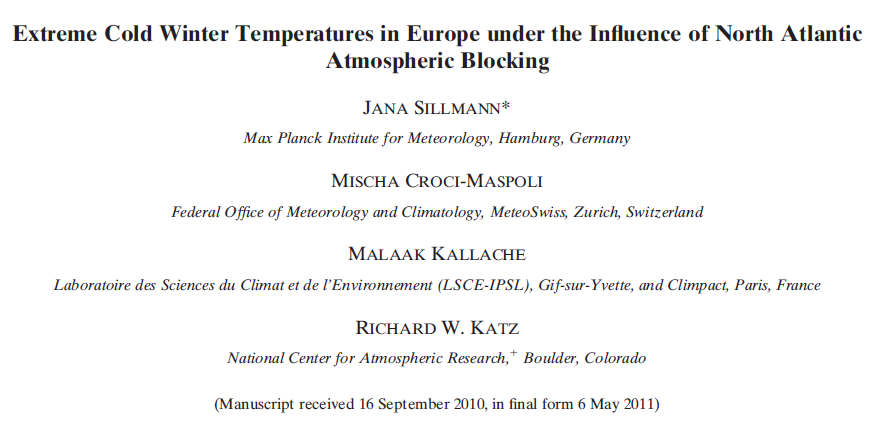 Extreme Cold Winter Temperatures in Europe under the Influence of North Atlantic
Atmospheric Blocking
JANA SILLMANN*
Max Planck Institute for Meteorology, Hamburg, Germany
MISCHA CROCI-MASPOLI
Federal Office of Meteorology and Climatology, MeteoSwiss, Zurich, Switzerland
MALAAK KALLACHE
Laboratoire des Sciences du Climat et de l'Environnement (LSCE-IPSL), Gif-sur-Yvette, and Climpact, Paris, France
RICHARD W. KATZ
National Center for Atmospheric Research,+ Boulder, Colorado
(Manuscript received 16 September 2010, in final form 6 May 2011)